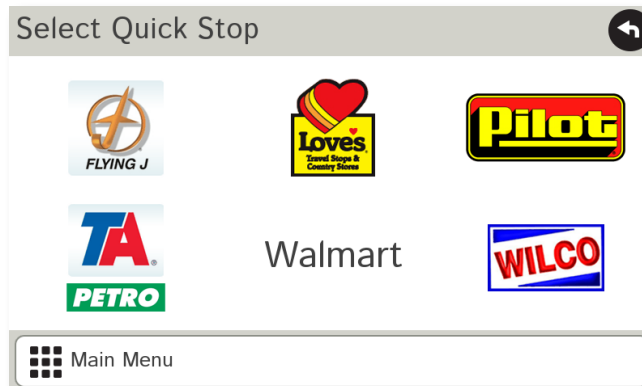 Select Quick Stop
FLYING J
Loves
Travel Stops &
Country Stores
Pilot
TA
PETRO
Walmart
WILCO
Main Menu